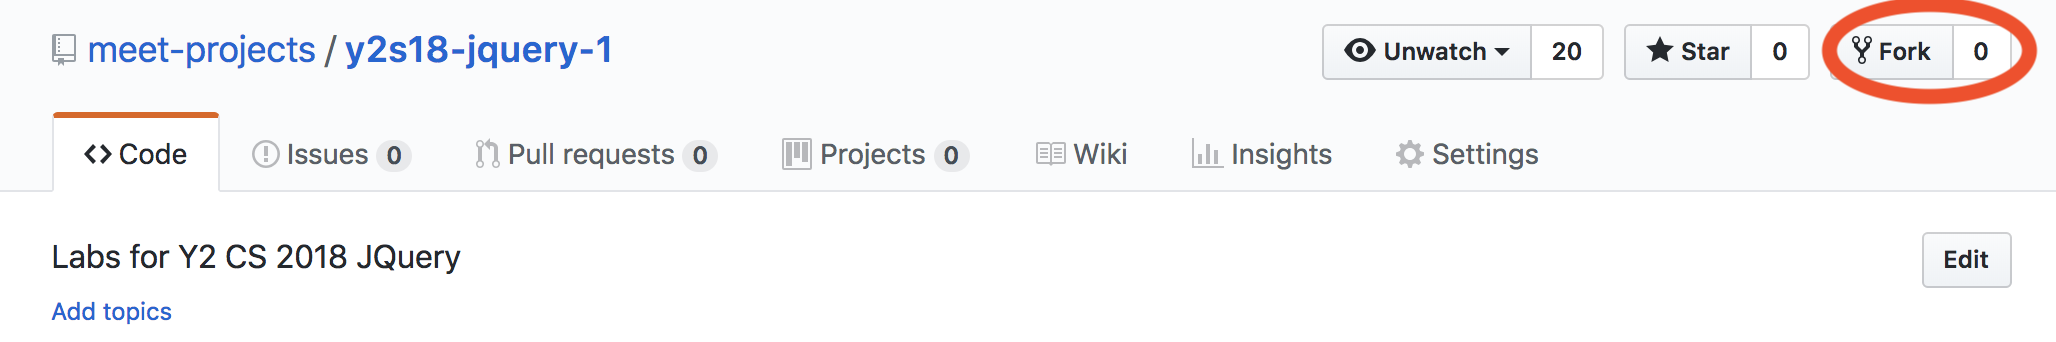 meet-projects / y2s18-jquery-1
Unwatch 20 Star 0 Fork 0
Code Issues 0 Pull requests 0 Projects 0 Wiki Insights Settings
Labs for Y2 CS 2018 JQuery
Edit
Add topics